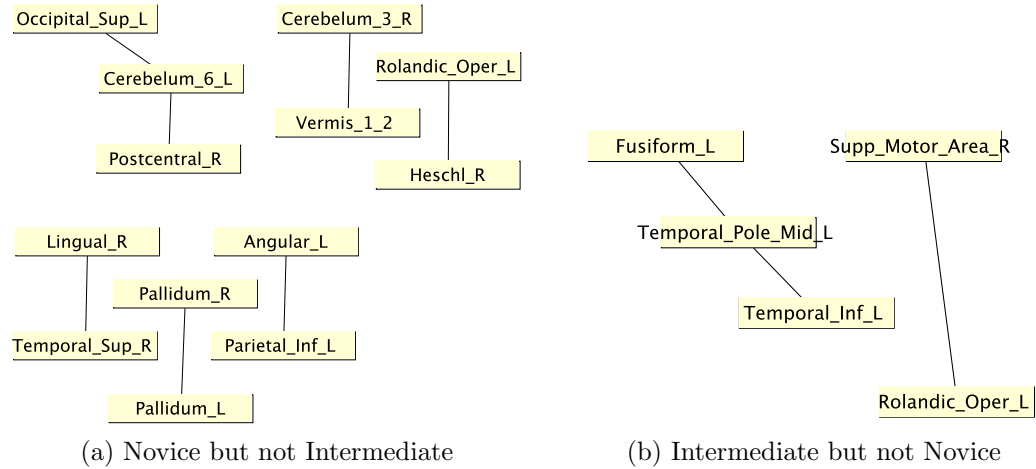 Occipital_Sup_L
Cerebelum_6_L
Postcentral_R
Cerebelum_3_R
Vermis_1_2
Rolandic_Oper_L
Heschl_R
Lingual_R
Temporal_Sup_R
Pallidum_R
Pallidum_L
Angular_L
Parietal_Inf_L
(a) Novice but not Intermediate
Fusiform_L
Temporal_Pole_Mid_L
Temporal_Inf_L
Supp_Motor_Area_R
Rolandic_Oper_L
(b) Intermediate but not Novice